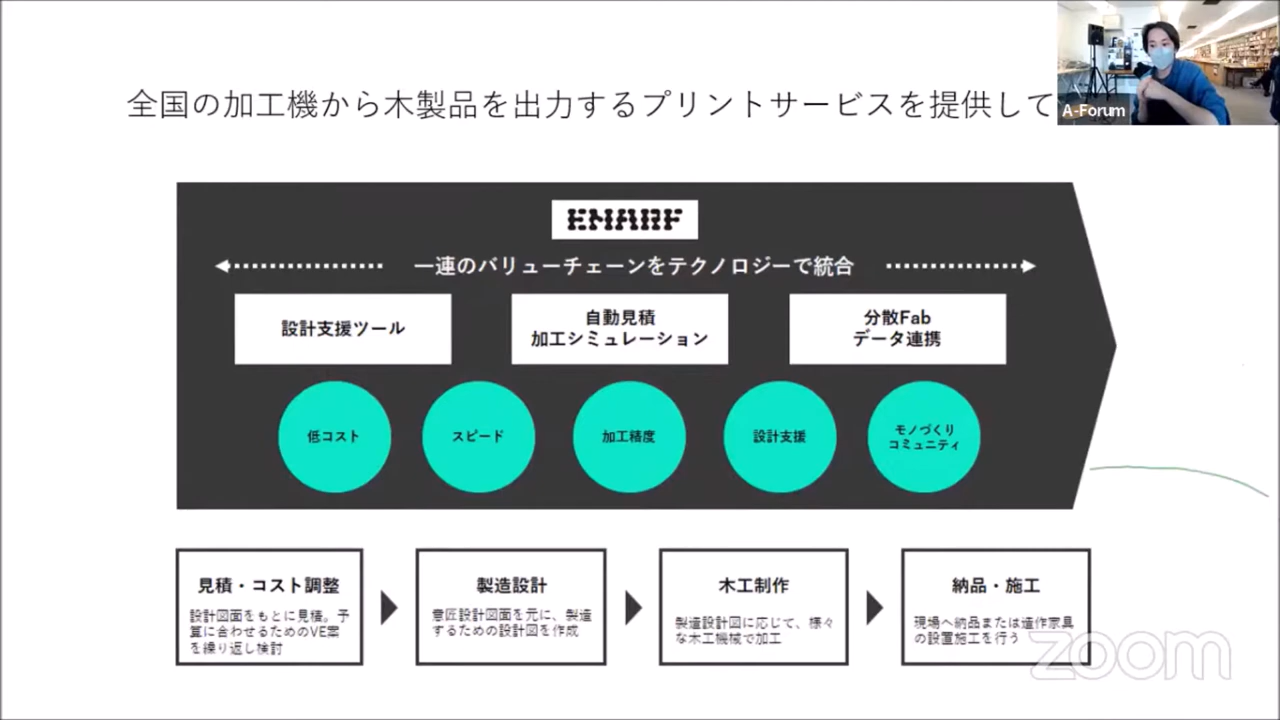 全国の加工機から木製品を出力するプリントサービスを提供して
A-Forum
EMARF
一連のバリューチェーンをテクノロジーで統合
設計支援ツール
自動見積
加工シミュレーション
分散Fab
データ連携
低コスト
スピード
加工精度
設計支援
モノづくり
コミュニティ
見積・コスト調整
設計図面をもとに見積。予
算に合わせるためのVE案
を繰り返し検討
製造設計
意匠設計図面を元に、製造
するための設計図を作成
木工制作
製造設計図に応じて、様々
な木工機械で加工
納品・施工
現場へ納品または造作家具
の設置施工を行う
zoom